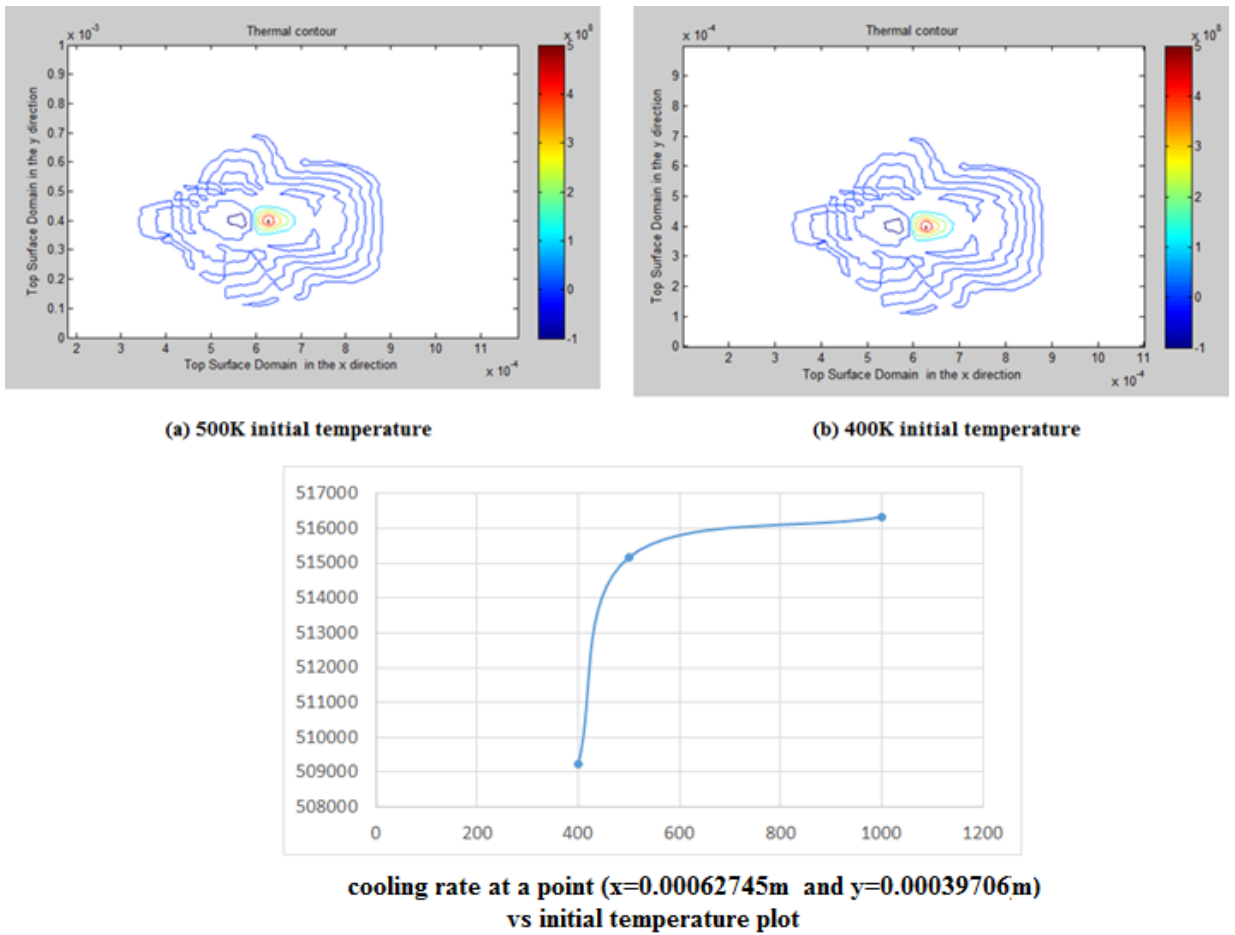 Thermal contour
x 10-3
x 108
1
0.9
0.8
0.7
0.6
0.5
0.4
0.3
0.2
0.1
0
Top Surface Domain in the y direction
2 3 4 5 6 7 8 9 10 11
Top Surface Domain in the x direction
x 10-4
5
4
3
2
1
0
-1
Thermal contour
x 10-4
x 108
9
8
7
6
5
4
3
2
1
0
Top Surface Domain in the y direction
2 3 4 5 6 7 8 9 10 11
Top Surface Domain in the x direction
x 10-4
5
4
3
2
1
0
-1
(a) 500K initial temperature
(b) 400K initial temperature
517000
516000
515000
514000
513000
512000
511000
510000
509000
508000
0 200 400 600 800 1000 1200
cooling rate at a point (x=0.00062745m and y=0.00039706m)
vs initial temperature plot